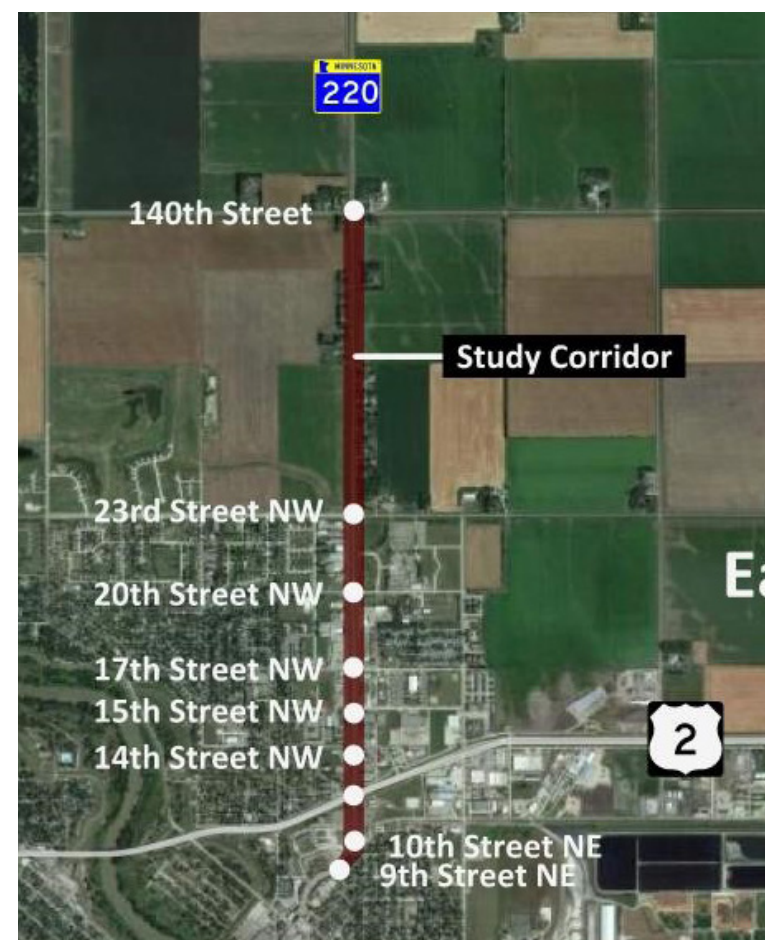 MINNESOTA
220
140th Street
Study Corridor
23rd Street NW
Ea
20th Street NW
17th Street NW
15th Street NW
2
14th Street NW
10th Street NE
9th Street NE